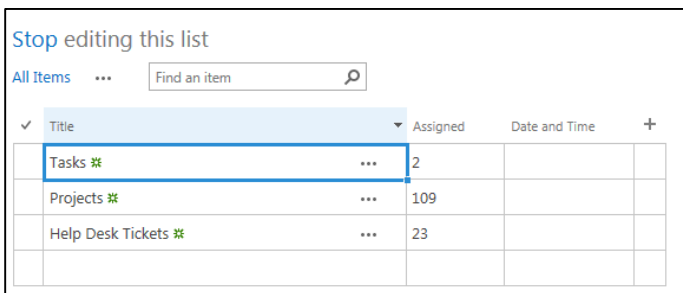 Stop editing this list
All Items ••• Find an item
Title Assigned Date and Time +
Tasks ••• 2
Projects ••• 109
Help Desk Tickets ••• 23